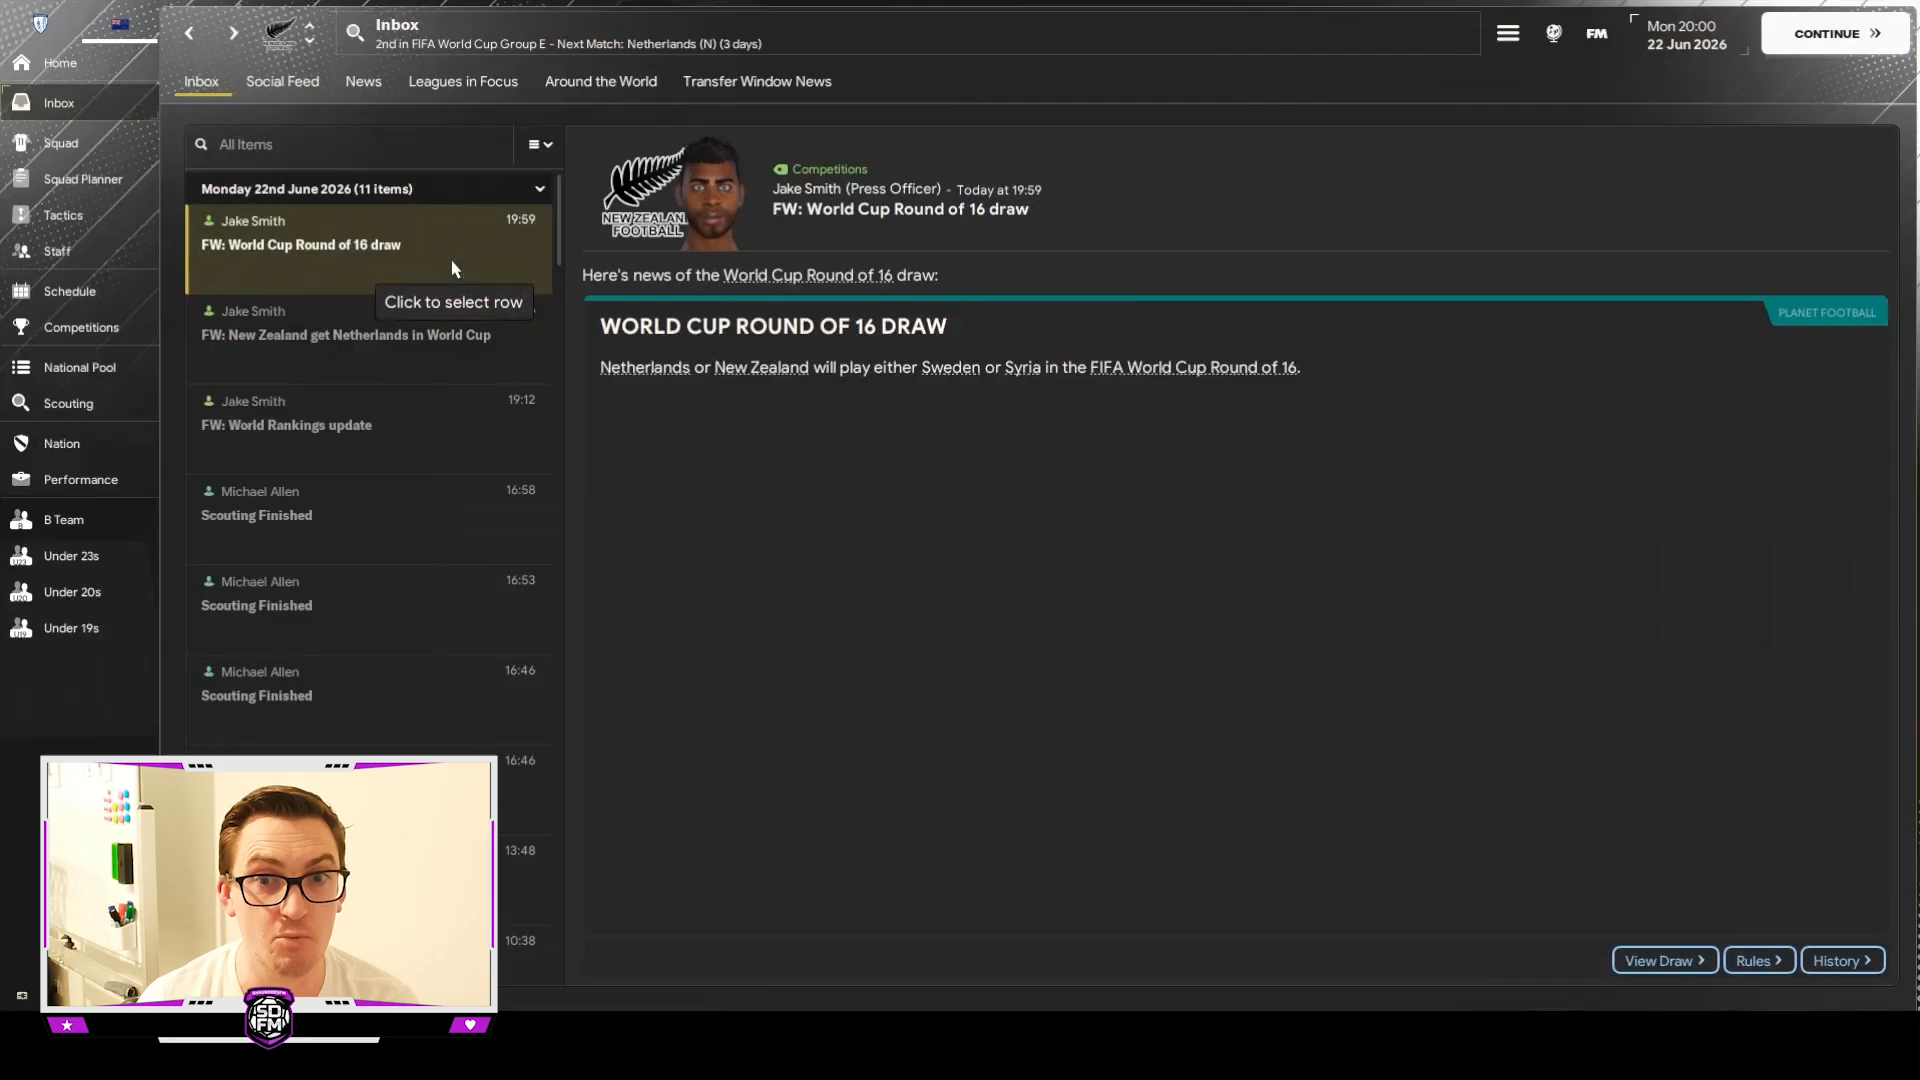 Inbox
2nd in FIFA World Cup Group E - Next Match: Netherlands (N) (3 days)
FM
Mon 20:00
22 Jun 2026
CONTINUE
Home
Inbox
Squad
Squad Planner
Tactics
Staff
Schedule
Competitions
National Pool
Scouting
Nation
Performance
B Team
Under 23s
Under 20s
Under 19s
Inbox
Social Feed
News
Leagues in Focus
Around the World
Transfer Window News
All Items
Monday 22nd June 2026 (11 items)
Jake Smith
19:59
FW: World Cup Round of 16 draw
Click to select row
Jake Smith
FW: New Zealand get Netherlands in World Cup
Jake Smith
19:12
FW: World Rankings update
Michael Allen
16:58
Scouting Finished
Michael Allen
16:53
Scouting Finished
Michael Allen
16:46
Scouting Finished
16:46
13:48
10:38
NEW ZEALAN
FOOTBALL
Competitions
Jake Smith (Press Officer) - Today at 19:59
FW: World Cup Round of 16 draw
Here's news of the World Cup Round of 16 draw:
PLANET FOOTBALL
WORLD CUP ROUND OF 16 DRAW
Netherlands or New Zealand will play either Sweden or Syria in the FIFA World Cup Round of 16.
View Draw
Rules
History
SD
FM